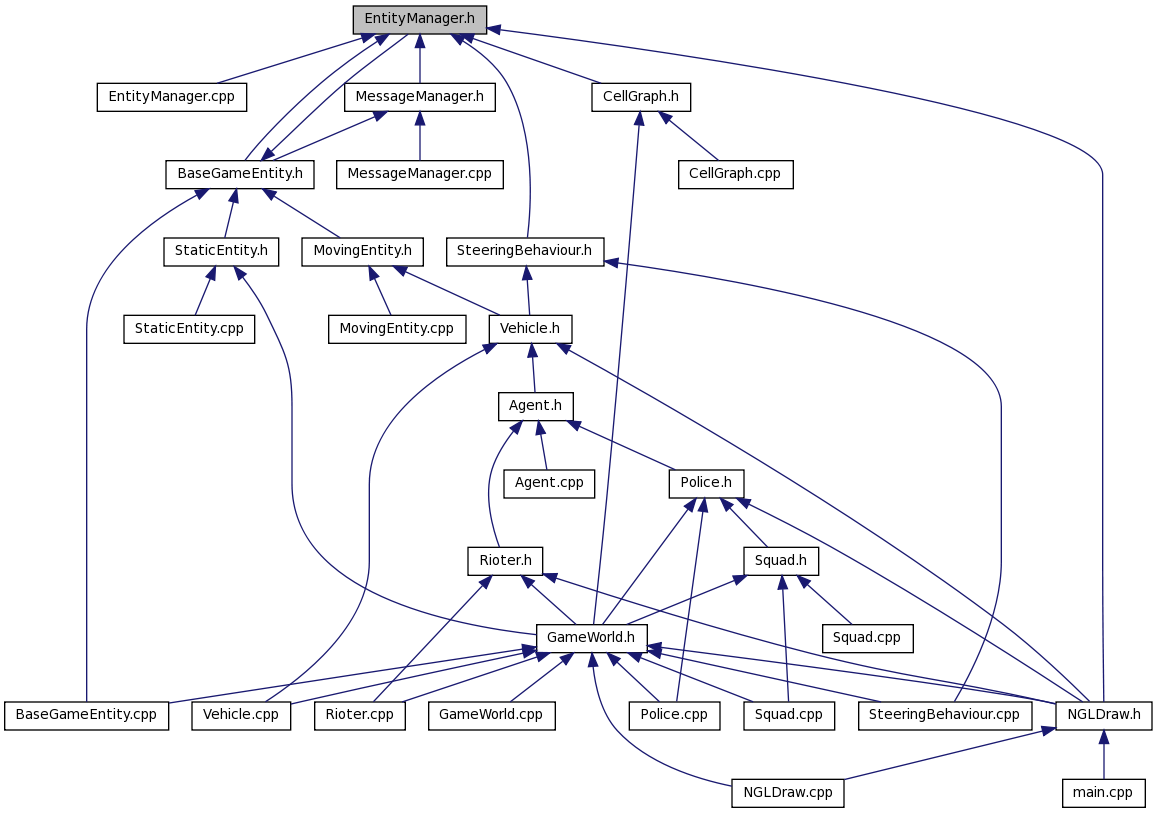 EntityManager.h
EntityManager.cpp
MessageManager.h
CellGraph.h
BaseGameEntity.h
MessageManager.cpp
CellGraph.cpp
StaticEntity.h
MovingEntity.h
SteeringBehaviour.h
StaticEntity.cpp
MovingEntity.cpp
Vehicle.h
Agent.h
Agent.cpp
Police.h
Rioter.h
Squad.h
GameWorld.h
Squad.cpp
BaseGameEntity.cpp
Vehicle.cpp
Rioter.cpp
GameWorld.cpp
Police.cpp
Squad.cpp
SteeringBehaviour.cpp
NGLDraw.h
NGLDraw.cpp
main.cpp